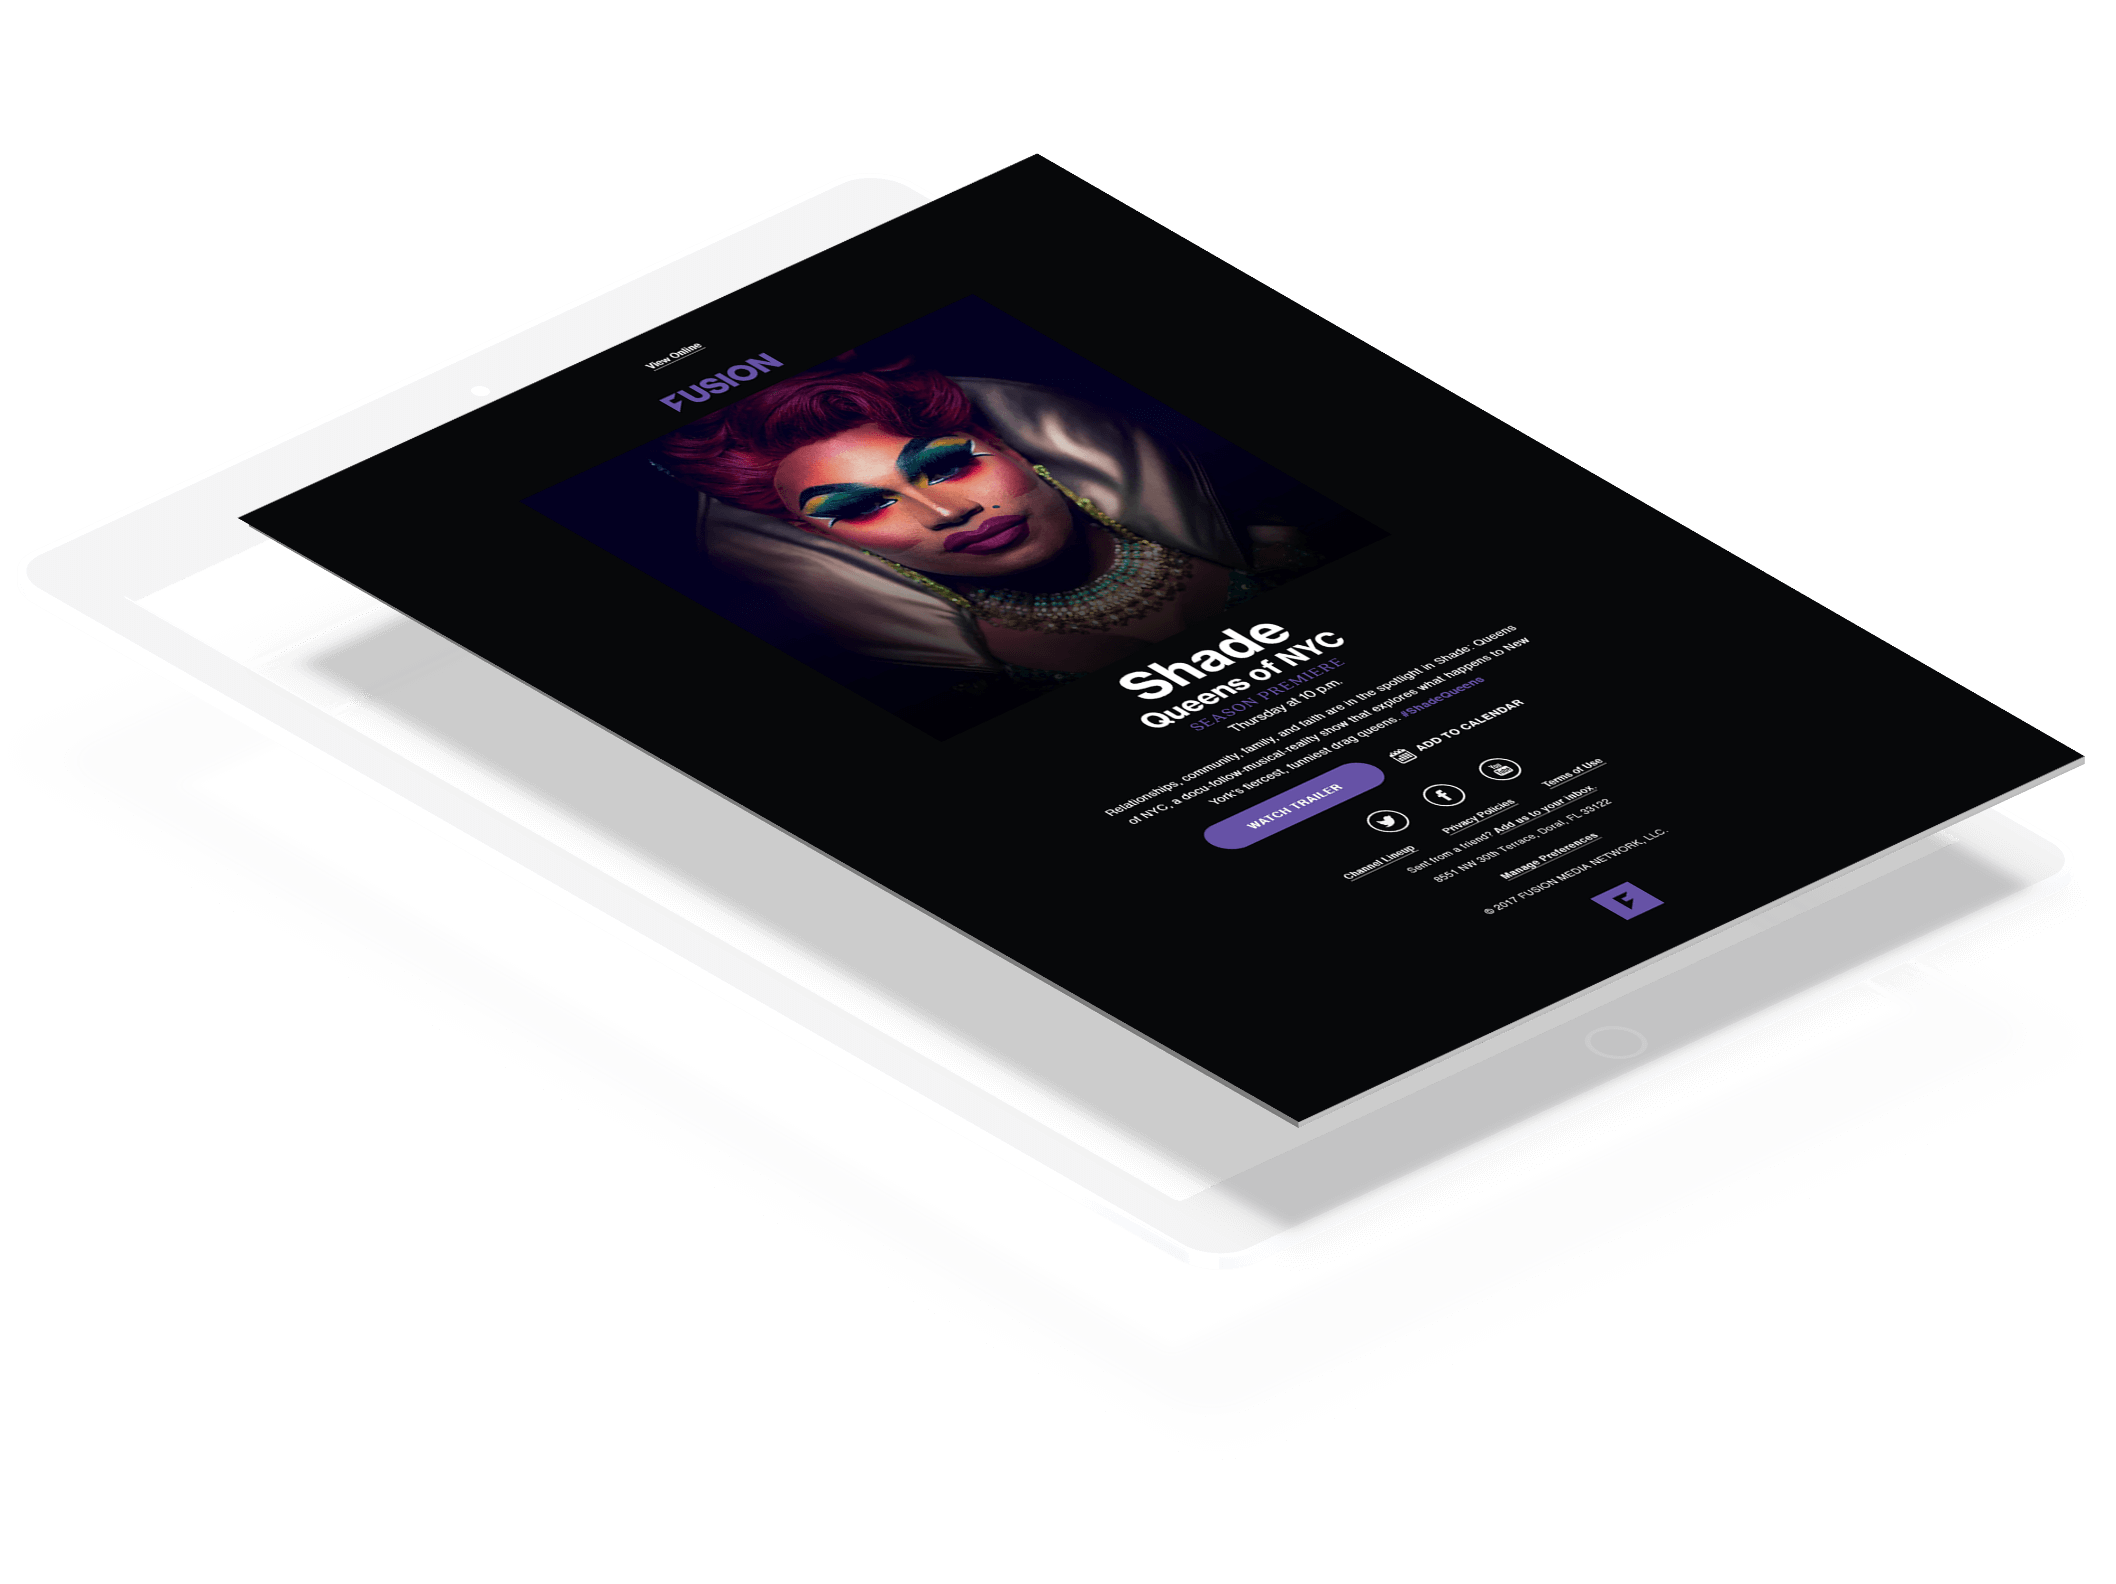 View Online
FUSION
Shade
Queens of NYC
SEASON PREMIERE
Thursday at 10 p.m.
Relationships, community, family, and faith are in the spotlight in Shade: Queens
of NYC, a docu-follow-musical-reality show that explores what happens to New
York's fiercest, funniest drag queens. #ShadeQueens
WATCH TRAILER
ADD TO CALENDAR
You Tube
Channel Lineup Privacy Policies Terms of Use
Sent from a friend? Add us to your inbox.
8551 NW 30th Terrace, Doral, FL 33122
Manage Preferences
© 2017 FUSION MEDIA NETWORK, LLC.
F